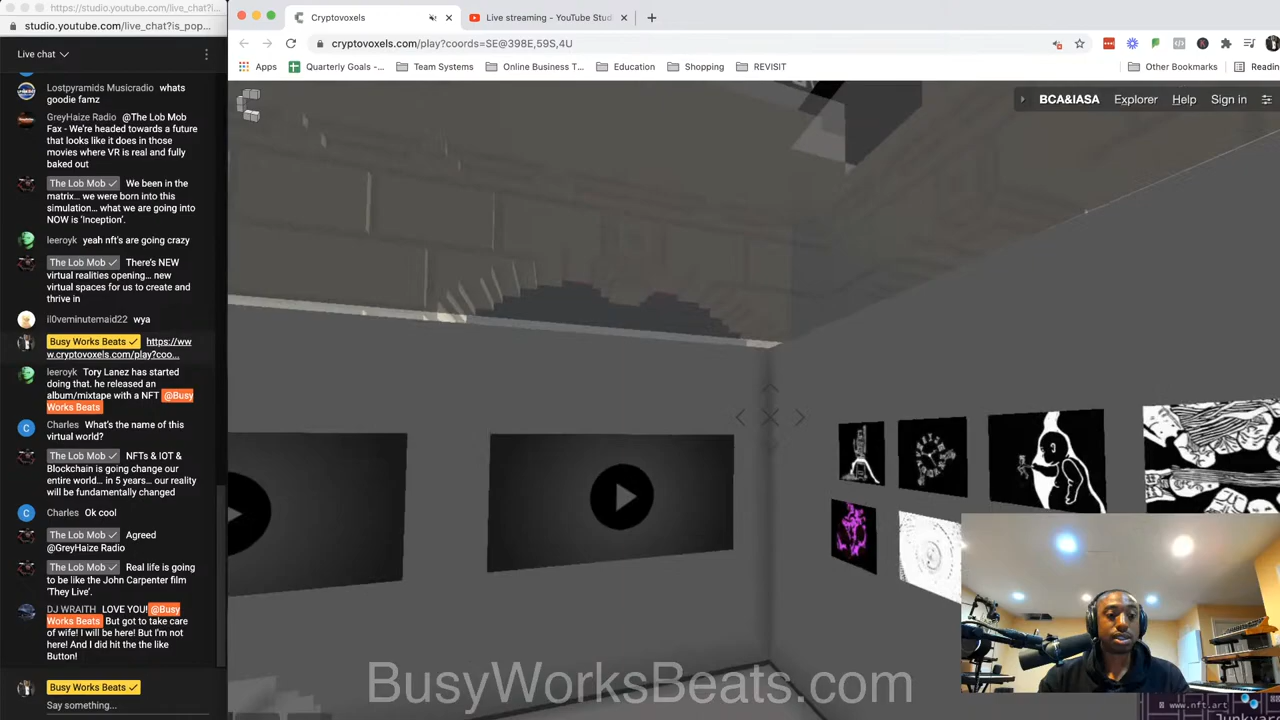 https://studio.youtube.com/live_chat?i
studio.youtube.com/live_chat?is_pop...
Live chat
Lostpyramids Musicradio whats
goodie famz
GreyHaize Radio @The Lob Mob
Fax - We're headed towards a future
that looks like it does in those
movies where VR is real and fully
baked out
The Lob Mob ✓ We been in the
matrix… we were born into this
simulation… what we are going into
NOW is 'Inception'.
leeroyk yeah nft's are going crazy
The Lob Mob ✓ There's NEW
virtual realities opening… new
virtual spaces for us to create and
thrive in
il0veminutemaid22 wya
Busy Works Beats ✓ https://ww
w.cryptovoxels.com/play?coo...
leeroyk Tory Lanez has started
doing that. he released an
album/mixtape with a NFT @Busy
Works Beats
C Charles What's the name of this
virtual world?
The Lob Mob ✓ NFTs & IOT &
Blockchain is going change our
entire world… in 5 years… our reality
will be fundamentally changed
C Charles Ok cool
The Lob Mob ✓ Agreed
@GreyHaize Radio
The Lob Mob ✓ Real life is going
to be like the John Carpenter film
'They Live'.
DJ WRAITH LOVE YOU! @Busy
Works Beats But got to take care
of wife! I will be here! But I'm not
here! And I did hit the the like
Button!
Busy Works Beats ✓
Say something...
Cryptovoxels
Live streaming - YouTube Stud
cryptovoxels.com/play?coords=SE@398E,59S,4U
Apps
Quarterly Goals -...
Team Systems
Online Business T...
Education
Shopping
REVISIT
Other Bookmarks
Readin
BCA&IASA
Explorer
Help
Sign in
BusyWorksBeats.com
www.nft.art